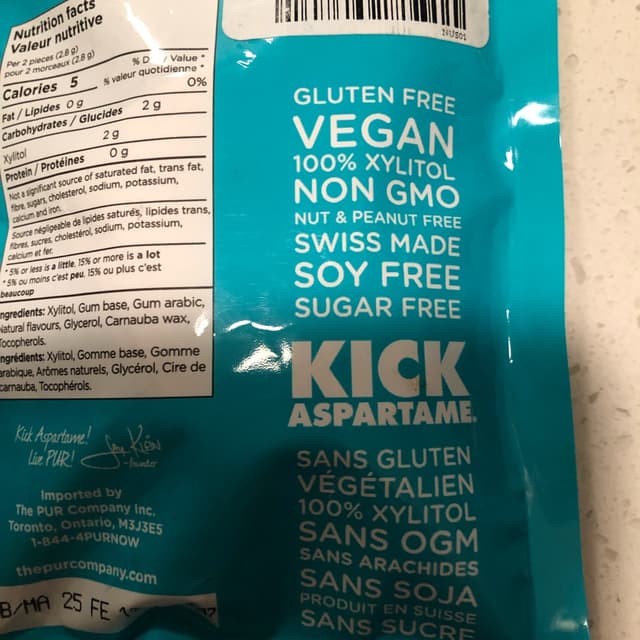 Nutrition facts
Valeur nutritive
Per 2 pieces (2.8 g)
pour 2 morceaux (2.8 g)
Value *
% valeur quotidienne *
Calories 5
0%
Fat / Lipides 0 g
Carbohydrates / Glucides 2 g
Xylitol 2 g
Protein / Protéines 0 g
Not a significant source of saturated fat, trans fat,
fibre, sugars, cholesterol, sodium, potassium,
calcium and iron.
Source négligeable de lipides saturés, lipides trans,
fibres, sucres, cholestérol, sodium, potassium,
calcium et fer.
* 5% or less is a little, 15% or more is a lot
* 5% ou moins c'est peu, 15% ou plus c'est
beaucoup
ngredients: Xylitol, Gum base, Gum arabic,
Natural flavours, Glycerol, Carnauba wax,
Tocopherols.
ngrédients: Xylitol, Gomme base, Gomme
arabique, Arômes naturels, Glycérol, Cire de
carnauba, Tocophérols.
Kick Aspartame!
Live PUR!
Jay Klein
-founder
Imported by
The PUR Company Inc.
Toronto, Ontario, M3J3E5
1-844-4PURNOW
thepurcompany.com
B/MA 25 FE
GLUTEN FREE
VEGAN
100% XYLITOL
NON GMO
NUT & PEANUT FREE
SWISS MADE
SOY FREE
SUGAR FREE
KICK
ASPARTAME.
SANS GLUTEN
VÉGÉTALIEN
100% XYLITOL
SANS OGM
SANS ARACHIDES
SANS SOJA
PRODUIT EN SUISSE
SANS SUCRE